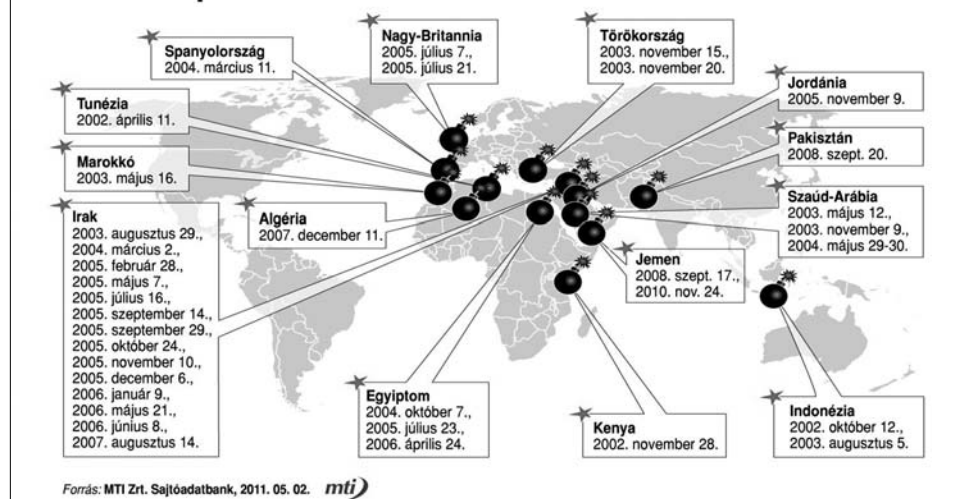 Spanyolország
2004. március 11.
Nagy-Britannia
2005. július 7.,
2005. július 21.
Törökország
2003. november 15.,
2003. november 20.
Jordánia
2005. november 9.
Tunézia
2002. április 11.
Pakisztán
2008. szept. 20.
Marokkó
2003. május 16.
Szaúd-Arábia
2003. május 12.,
2003. november 9.,
2004. május 29-30.
Irak
2003. augusztus 29.,
2004. március 2.,
2005. február 28.,
2005. május 7.,
2005. július 16.,
2005. szeptember 14.,
2005. szeptember 29.,
2005. október 24.,
2005. november 10.,
2005. december 6.,
2006. január 9.,
2006. május 21.,
2006. június 8.,
2007. augusztus 14.
Algéria
2007. december 11.
Jemen
2008. szept. 17.,
2010. nov. 24.
Egyiptom
2004. október 7.,
2005. július 23.,
2006. április 24.
Kenya
2002. november 28.
Indonézia
2002. október 12.,
2003. augusztus 5.
Forrás: MTI Zrt. Sajtóadatbank, 2011. 05. 02. mti